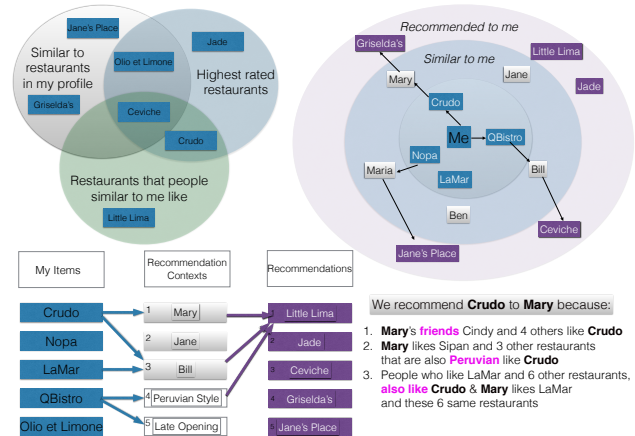 Jane's Place
Similar to
restaurants
in my profile
Griselda's
Olio et Limone
Jade
Highest rated
restaurants
Ceviche
Crudo
Restaurants that people
similar to me like
Little Lima
Recommended to me
Similar to me
Griselda's
Little Lima
Mary
Jane
Jade
Crudo
Me
QBistro
Nopa
Maria
LaMar
Bill
Ben
Ceviche
Jane's Place
My Items
Crudo
Nopa
LaMar
QBistro
Olio et Limone
Recommendation
Contexts
1 Mary
2 Jane
3 Bill
4 Peruvian Style
5 Late Opening
Recommendations
1 Little Lima
2 Jade
3 Ceviche
4 Griselda's
5 Jane's Place
We recommend Crudo to Mary because:
1. Mary's friends Cindy and 4 others like Crudo
2. Mary likes Sipan and 3 other restaurants
that are also Peruvian like Crudo
3. People who like LaMar and 6 other restaurants,
also like Crudo & Mary likes LaMar
and these 6 same restaurants